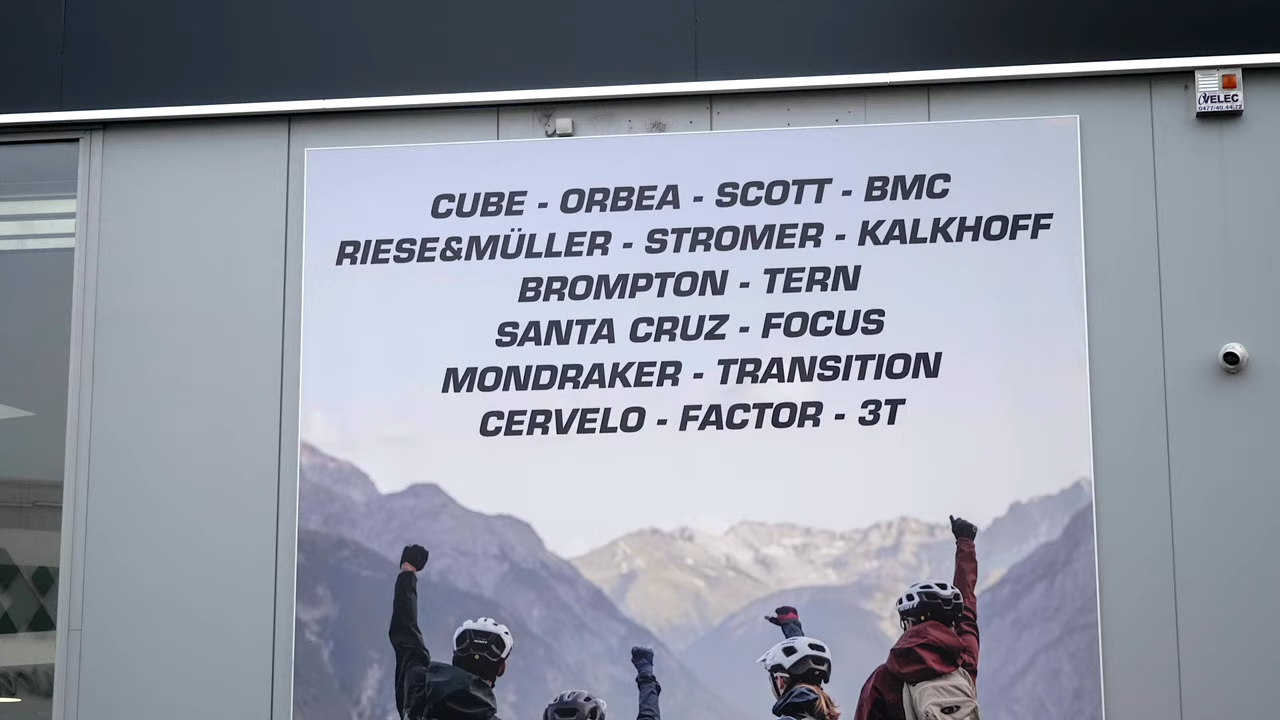 CUBE - ORBEA - SCOTT - BMC
RIESE&MÜLLER - STROMER - KALKHOFF
BROMPTON - TERN
SANTA CRUZ - FOCUS
MONDRAKER - TRANSITION
CERVELO - FACTOR - 3T
VELEC